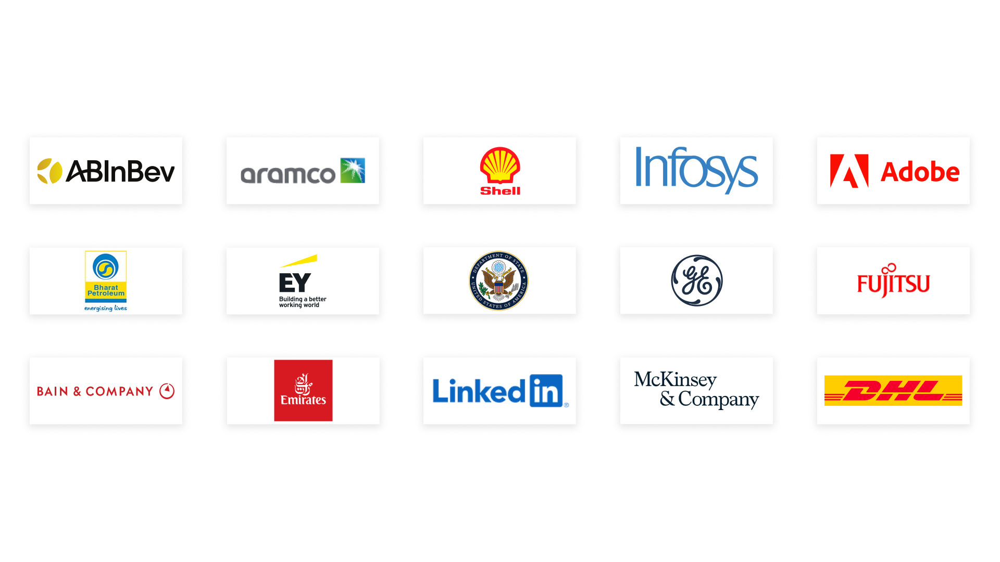 ABInBev
aramco
Shell
Infosys
Adobe
Bharat
Petroleum
energising lives
EY
Building a better
working world
DEPARTMENT OF STATE
UNITED STATES OF AMERICA
GE
FUJITSU
BAIN & COMPANY
Emirates
LinkedIn®
McKinsey
& Company
DHL